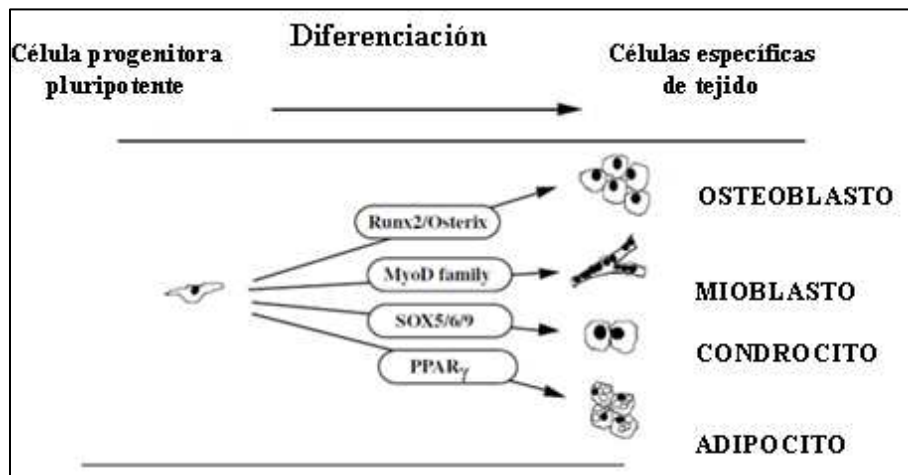 Diferenciación
Célula progenitora
pluripotente
Células específicas
de tejido
Runx2/Osterix
OSTEOBLASTO
MyoD family
MIOBLASTO
SOX5/6/9
CONDROCITO
PPARγ
ADIPOCITO